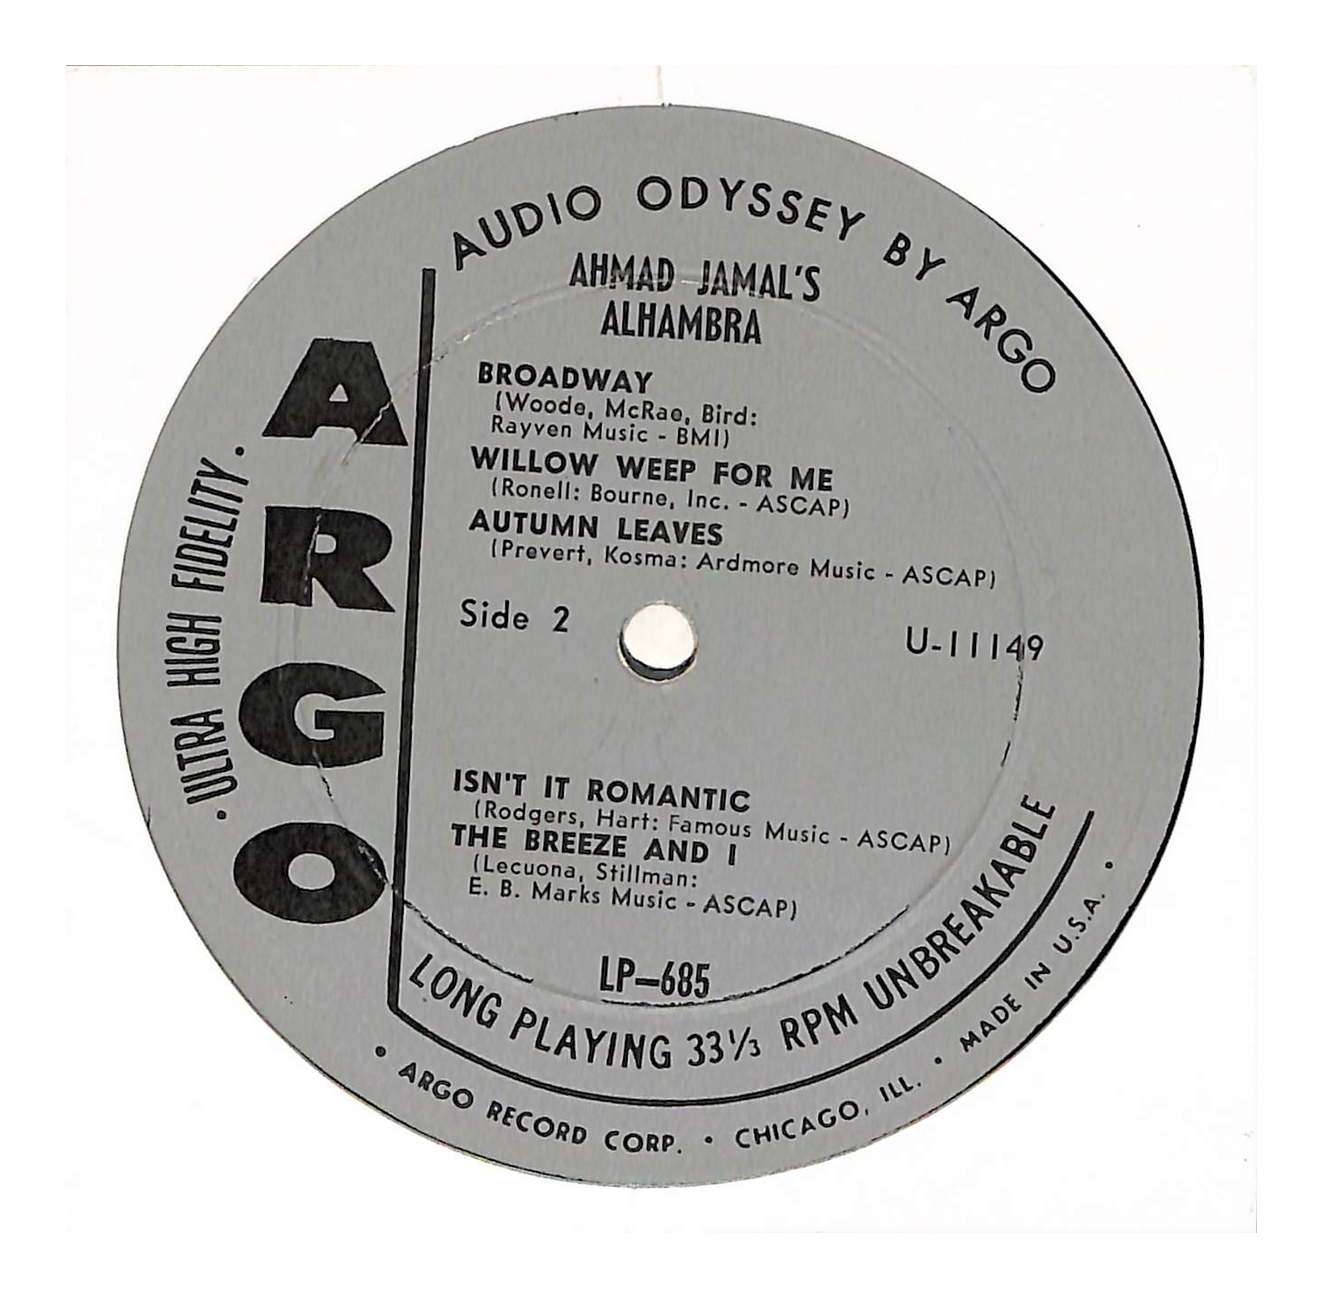 AUDIO ODYSSEY BY ARGO
AHMAD JAMAL'S
ALHAMBRA
ARGO
• ULTRA HIGH FIDELITY •
BROADWAY
(Woode, McRae, Bird:
Rayven Music - BMI)
WILLOW WEEP FOR ME
(Ronell: Bourne, Inc. - ASCAP)
AUTUMN LEAVES
(Prevert, Kosma: Ardmore Music - ASCAP)
Side 2
U-11149
ISN'T IT ROMANTIC
(Rodgers, Hart: Famous Music - ASCAP)
THE BREEZE AND I
(Lecuona, Stillman:
E. B. Marks Music - ASCAP)
LP-685
LONG PLAYING 33⅓ RPM UNBREAKABLE
• ARGO RECORD CORP. • CHICAGO, ILL. • MADE IN U.S.A. •